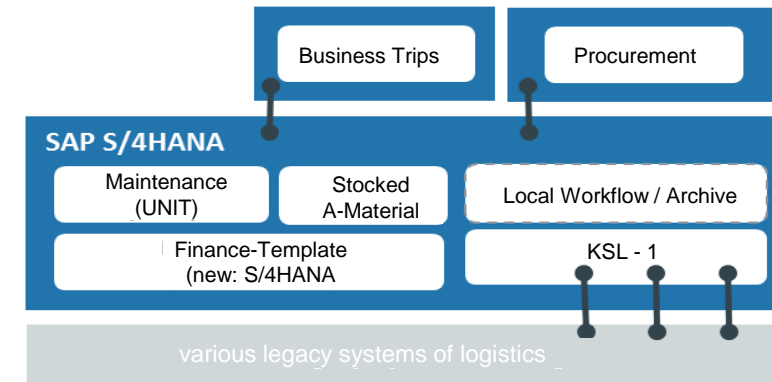 Business Trips
Procurement
SAP S/4HANA
Maintenance
(UNIT)
Stocked
A-Material
Local Workflow / Archive
Finance-Template
(new: S/4HANA
KSL - 1
various legacy systems of logistics